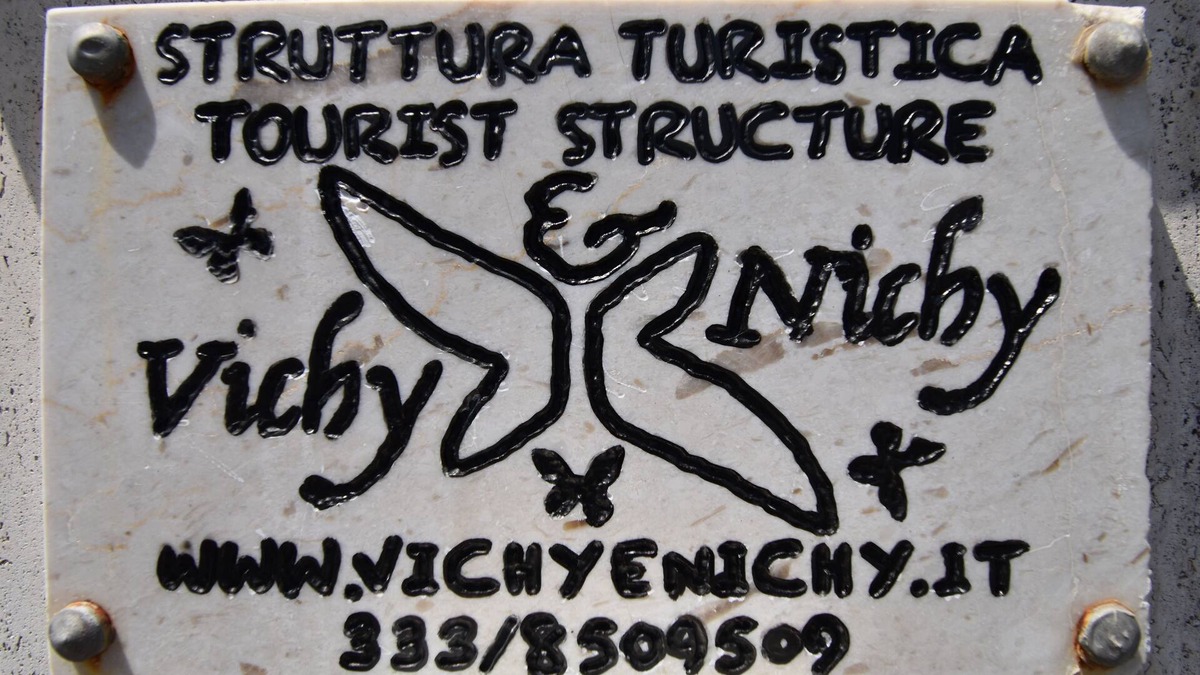 STRUTTURA TURISTICA
TOURIST STRUCTURE
Vichy & Nichy
WWW.VICHYENICHY.IT
333/8509509